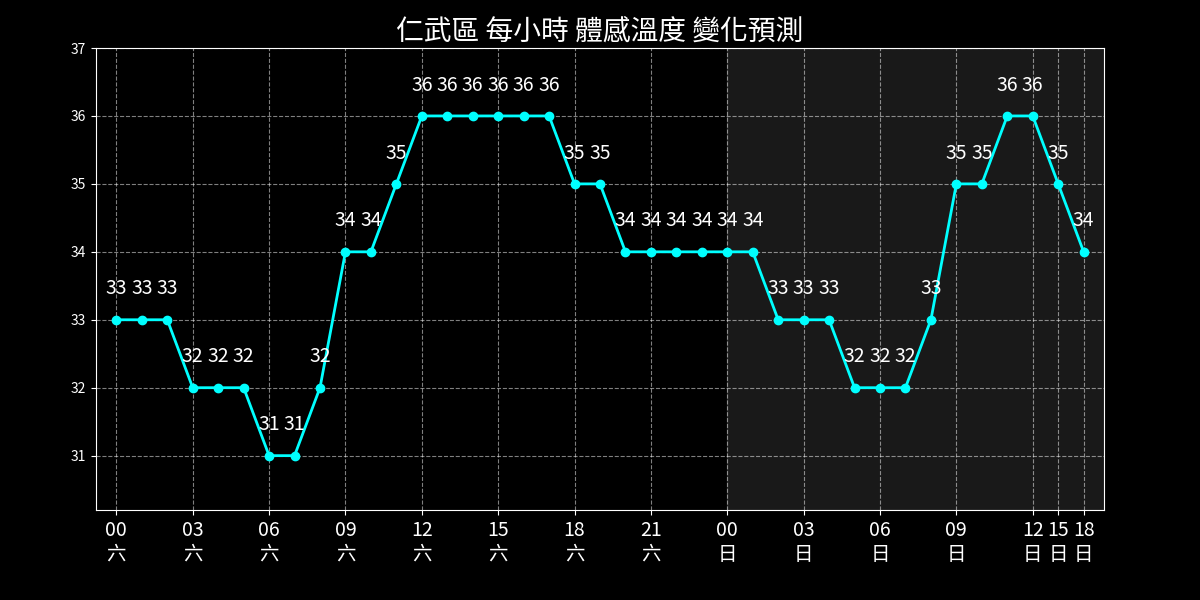 仁武區 每小時 體感溫度 變化預測
37
36 36 36 36 36 36 36 36
36
35 35 35 35 35 35
35
34 34 34 34 34 34 34 34 34
34
33 33 33 33 33 33 33
33
32 32 32 32 32 32 32
32
31 31
31
00 03 06 09 12 15 18 21 00 03 06 09 12 15 18
六 六 六 六 六 六 六 六 日 日 日 日 日 日 日